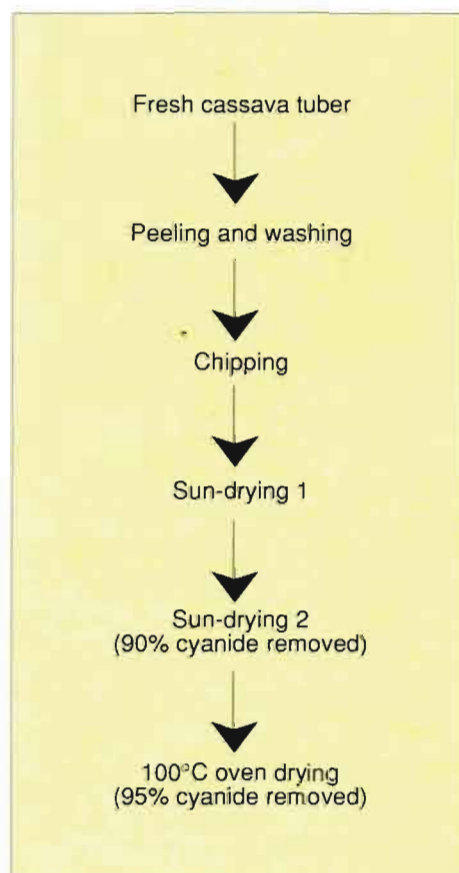 Fresh cassava tuber
Peeling and washing
Chipping
Sun-drying 1
Sun-drying 2
(90% cyanide removed)
100°C oven drying
(95% cyanide removed)